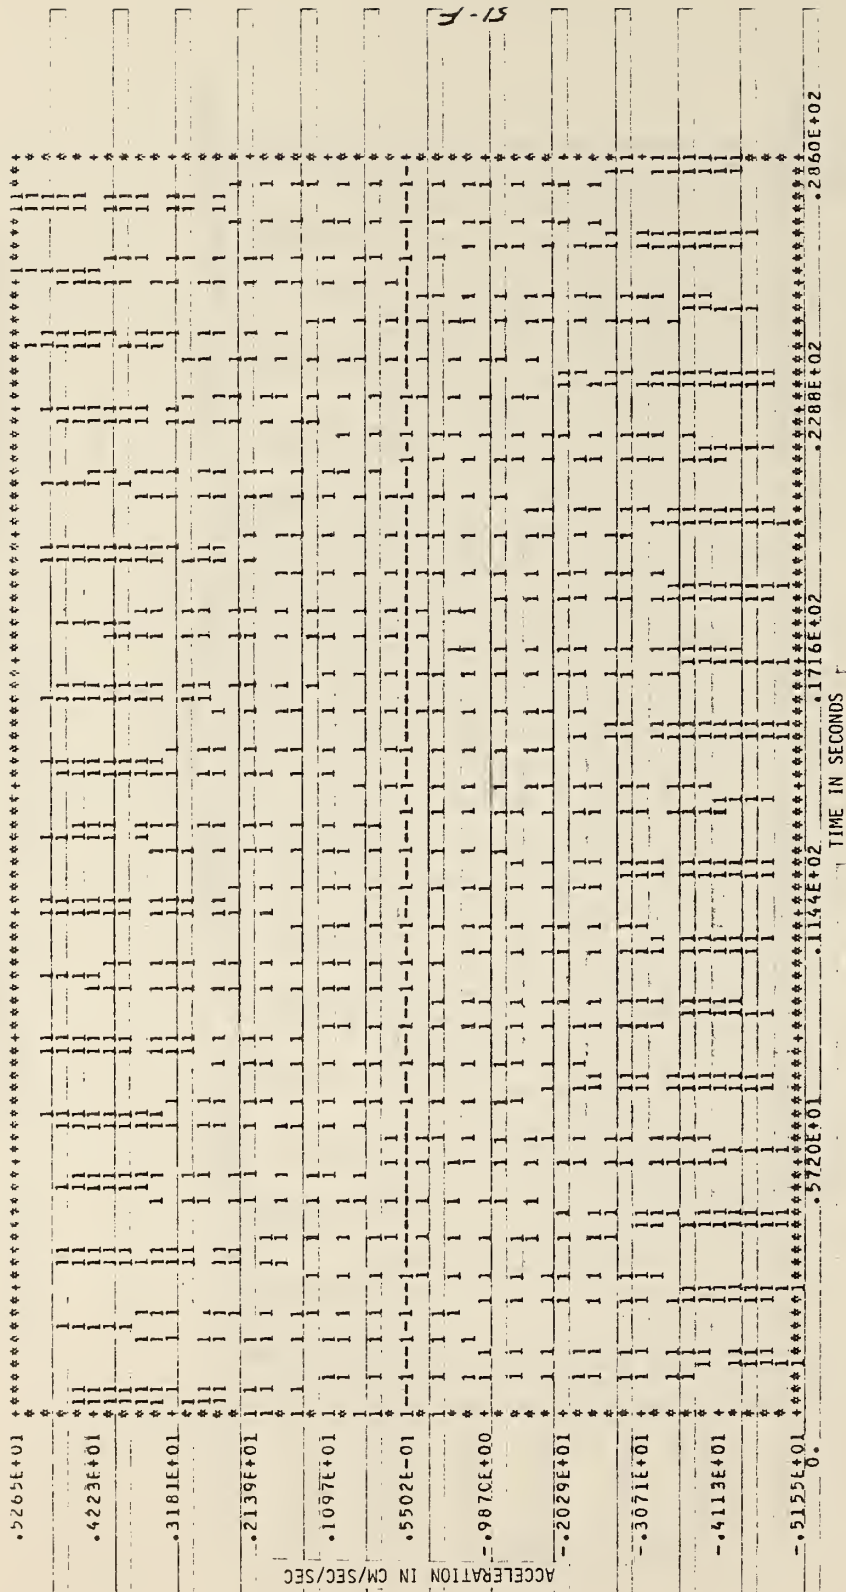 51-F
.5265E+01
.4223E+01
.3181E+01
.2139E+01
.1097E+01
.5502E-01
-.9870E+00
-.2029E+01
-.3071E+01
-.4113E+01
-.5155E+01
ACCELERATION IN CM/SEC/SEC
0. .5720E+01 .1144E+02 .1716E+02 .2288E+02 .2860E+02
TIME IN SECONDS